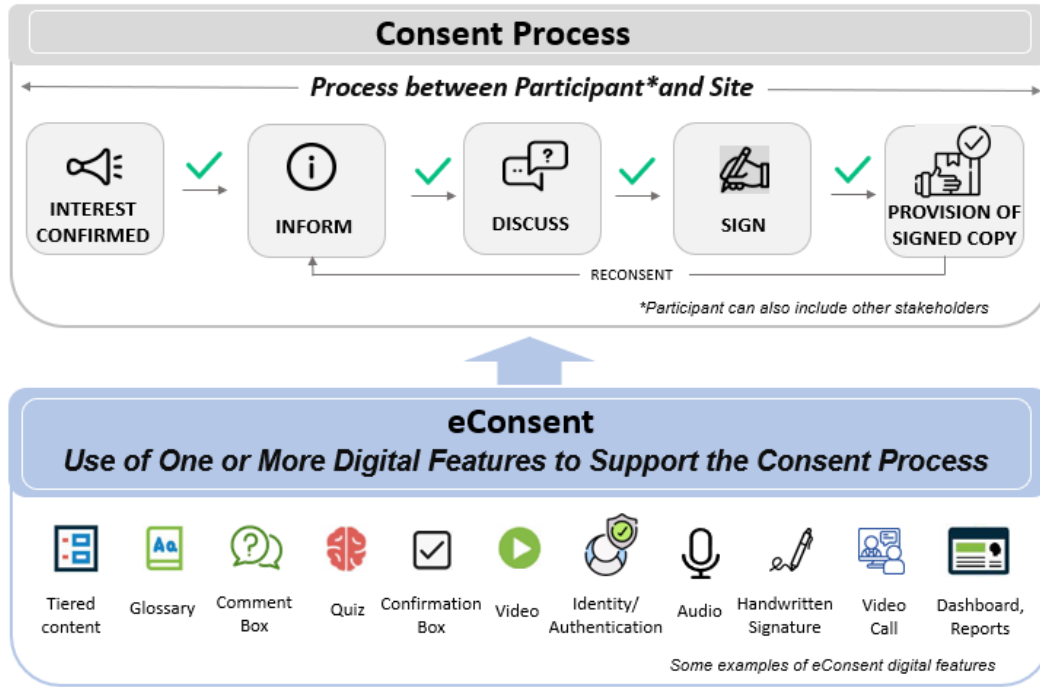 Consent Process
Process between Participant*and Site
INTEREST
CONFIRMED
i
INFORM
?
DISCUSS
SIGN
PROVISION OF
SIGNED COPY
RECONSENT
*Participant can also include other stakeholders
eConsent
Use of One or More Digital Features to Support the Consent Process
Aa
?
Tiered
content
Glossary
Comment
Box
Quiz
Confirmation
Box
Video
Identity/
Authentication
Audio
Handwritten
Signature
Video
Call
Dashboard,
Reports
Some examples of eConsent digital features